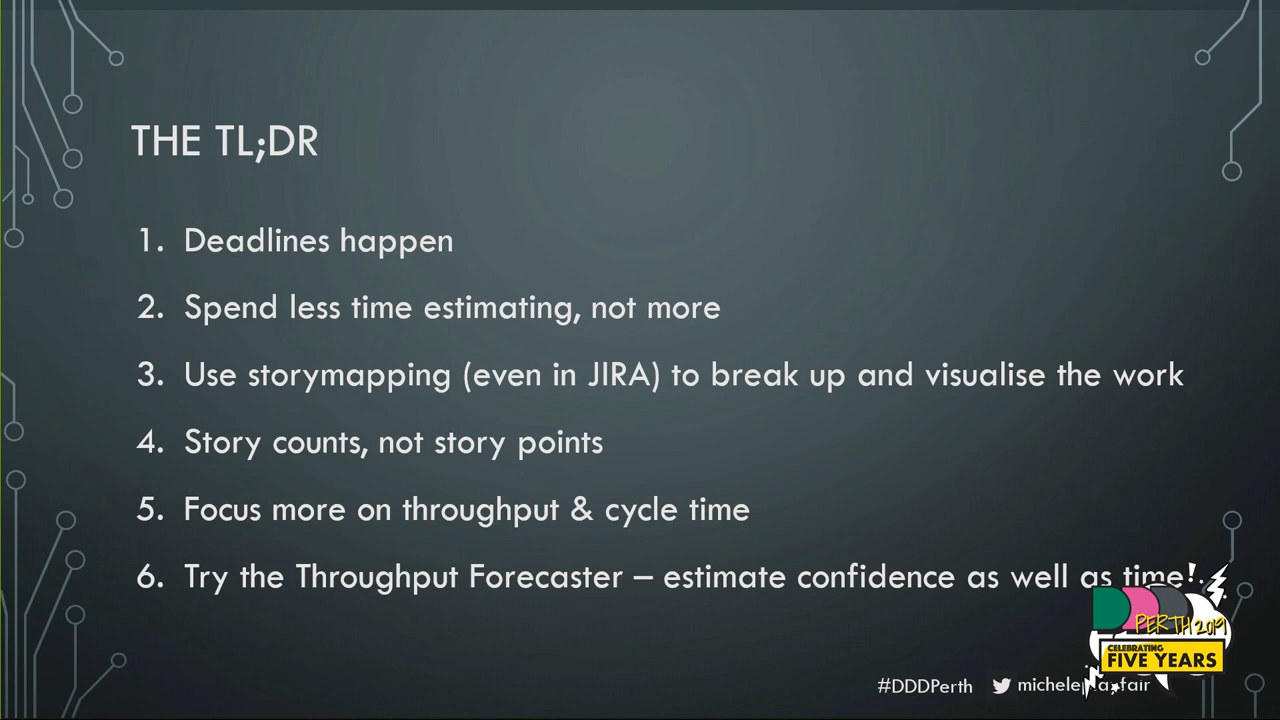 THE TL;DR
1. Deadlines happen
2. Spend less time estimating, not more
3. Use storymapping (even in JIRA) to break up and visualise the work
4. Story counts, not story points
5. Focus more on throughput & cycle time
6. Try the Throughput Forecaster – estimate confidence as well as time!
PERTH 2019
CELEBRATING
FIVE YEARS
#DDDPerth